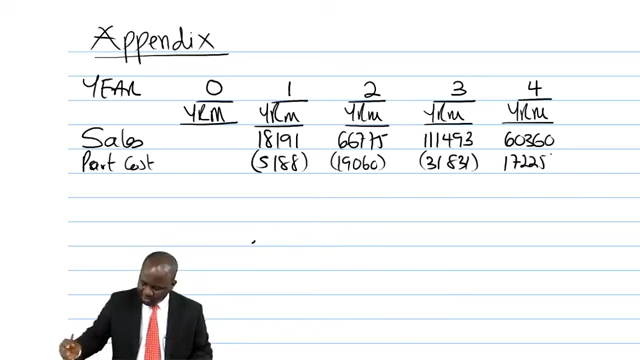 Appendix
YEAR 0 1 2 3 4
YRM YRM YRM YRM YRM
Sales 18191 66775 111493 60360
Part Cost (5188) (19060) (31831) 17225